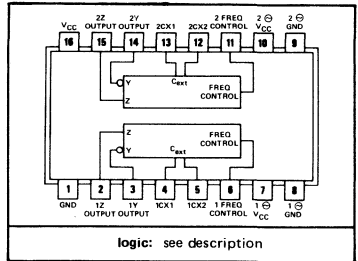 2Z 2Y 2 FREQ 2 ⊖ 2 ⊖
VCC OUTPUT OUTPUT 2CX1 2CX2 CONTROL VCC GND
16 15 14 13 12 11 10 9
Y Cext FREQ
Z CONTROL
Z Cext FREQ
Y CONTROL
1 2 3 4 5 6 7 8
GND 1Z 1Y 1CX1 1CX2 1 FREQ 1 ⊖ 1 ⊖
OUTPUT OUTPUT CONTROL VCC GND
logic: see description